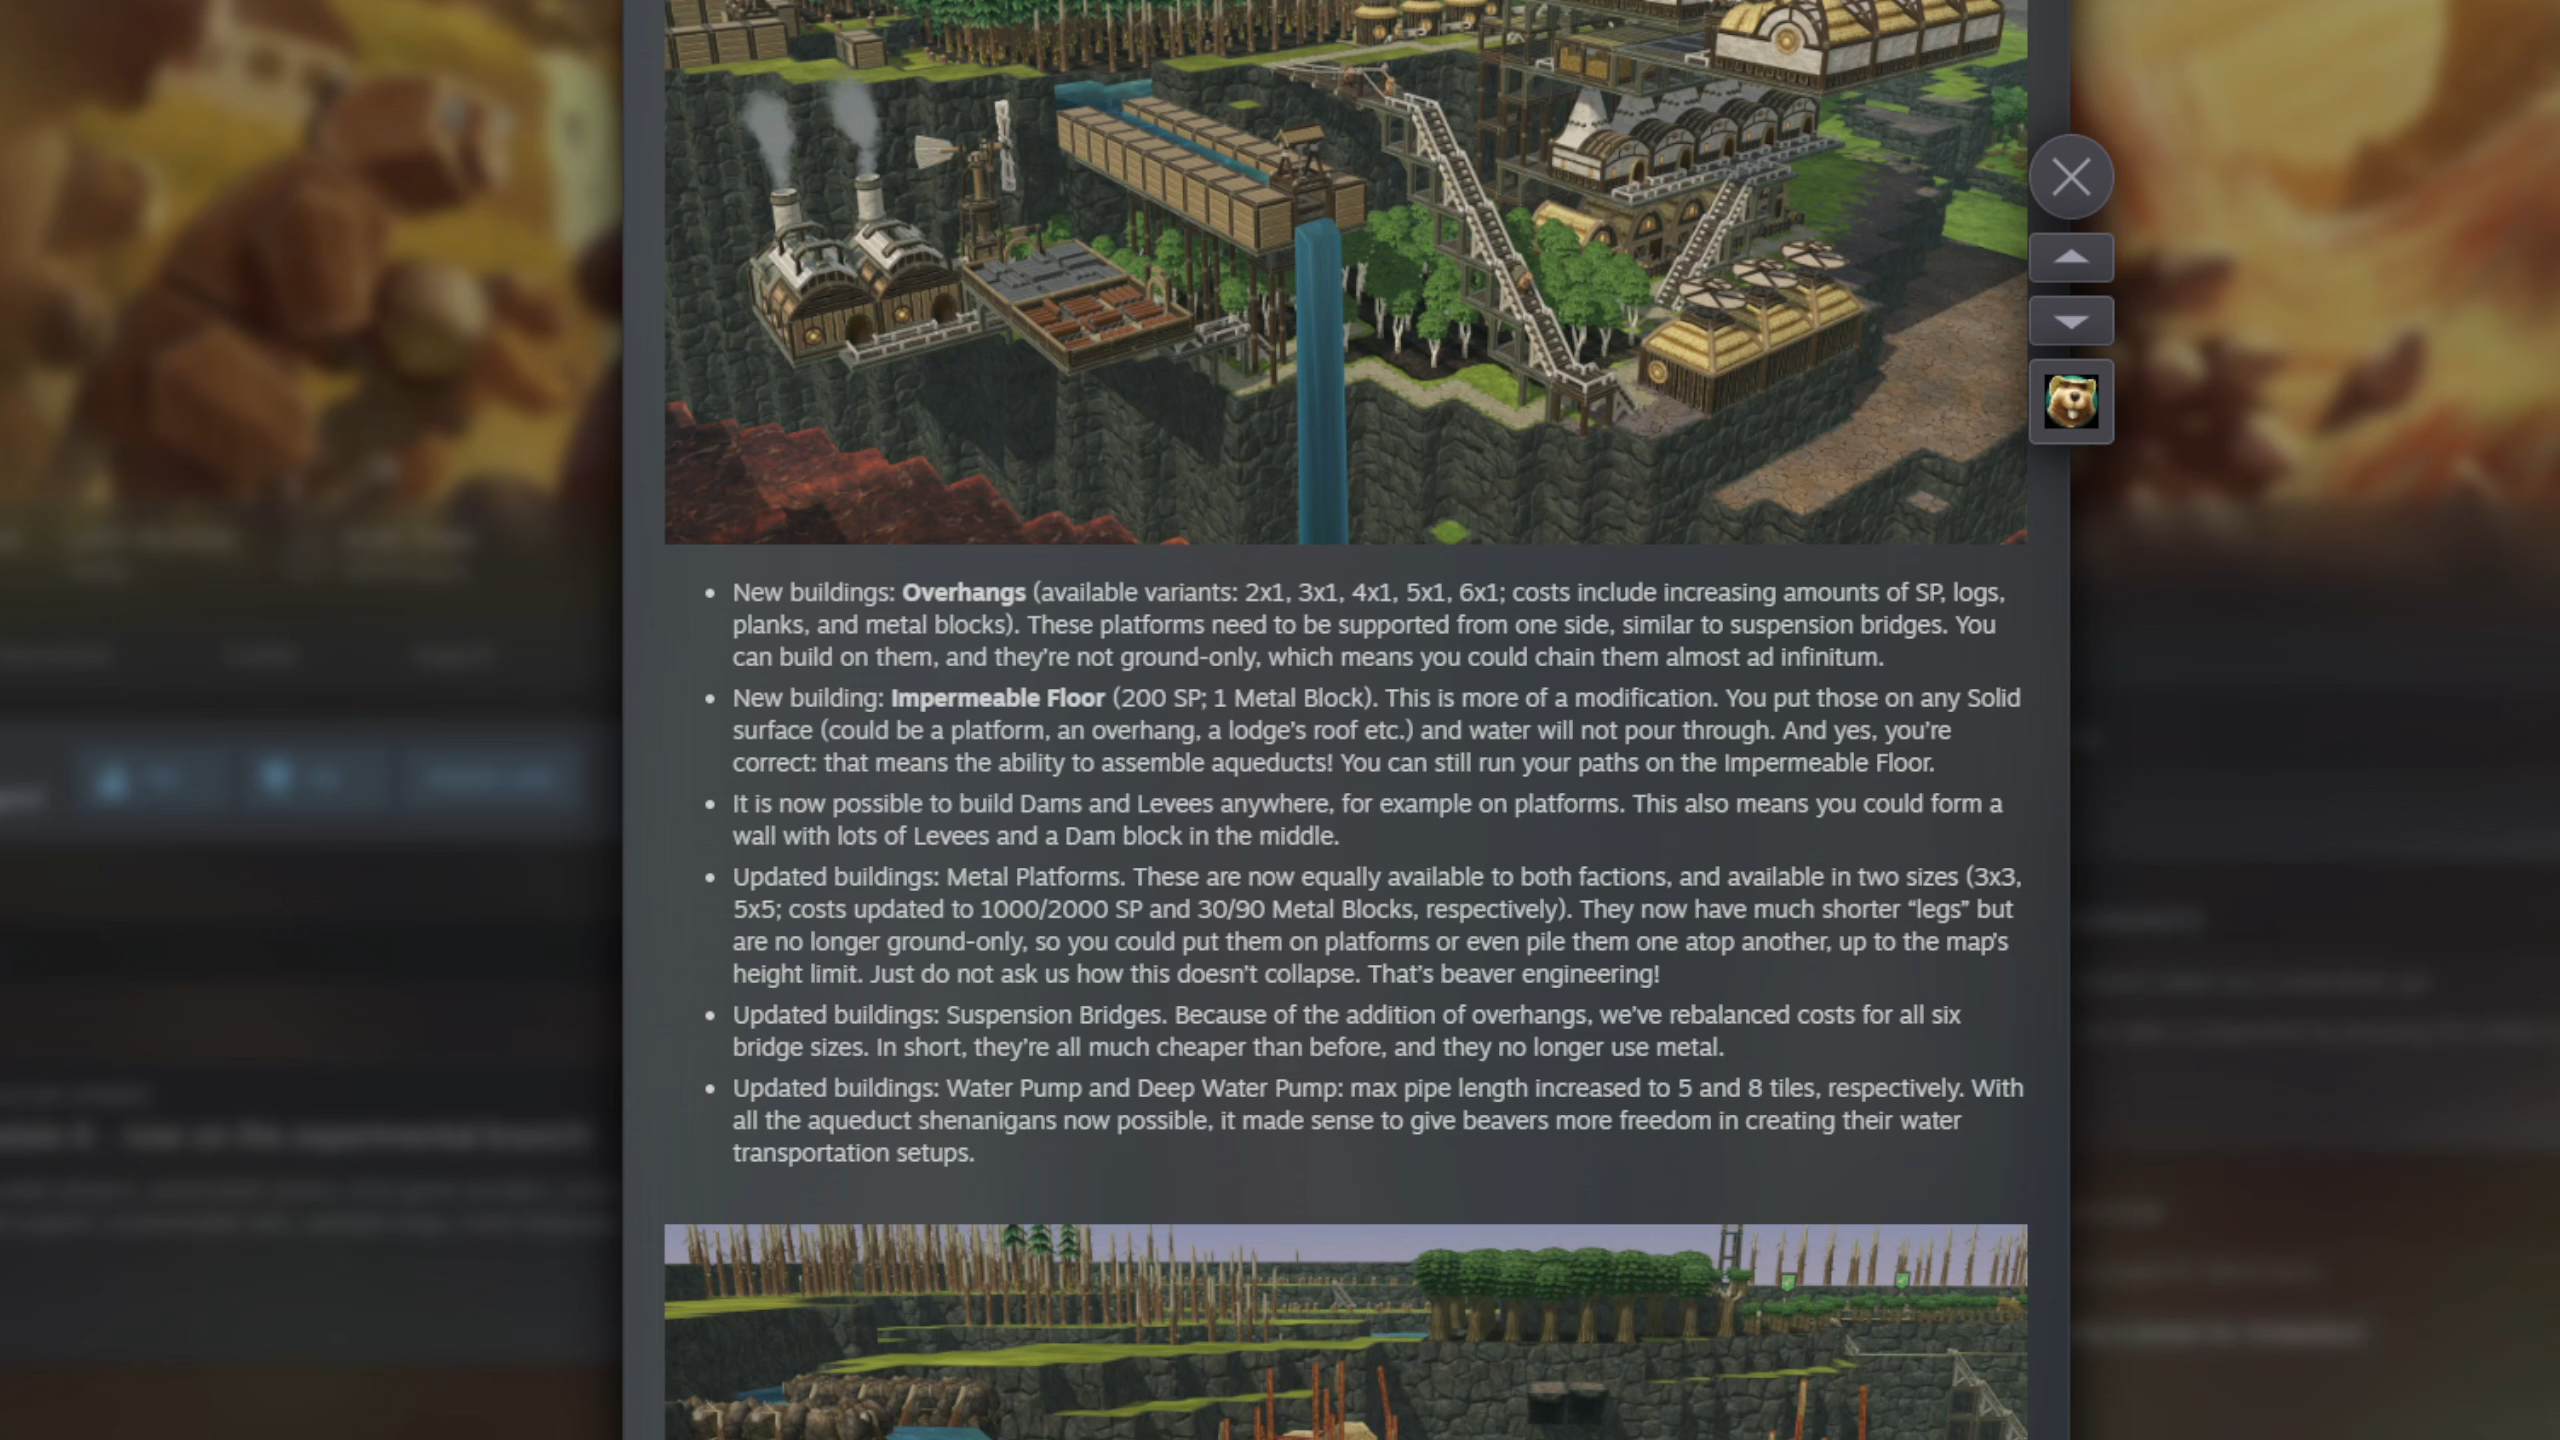 New buildings: Overhangs (available variants: 2x1, 3x1, 4x1, 5x1, 6x1; costs include increasing amounts of SP, logs,
planks, and metal blocks). These platforms need to be supported from one side, similar to suspension bridges. You
can build on them, and they’re not ground-only, which means you could chain them almost ad infinitum.
New building: Impermeable Floor (200 SP; 1 Metal Block). This is more of a modification. You put those on any Solid
surface (could be a platform, an overhang, a lodge’s roof etc.) and water will not pour through. And yes, you’re
correct: that means the ability to assemble aqueducts! You can still run your paths on the Impermeable Floor.
It is now possible to build Dams and Levees anywhere, for example on platforms. This also means you could form a
wall with lots of Levees and a Dam block in the middle.
Updated buildings: Metal Platforms. These are now equally available to both factions, and available in two sizes (3x3,
5x5; costs updated to 1000/2000 SP and 30/90 Metal Blocks, respectively). They now have much shorter “legs” but
are no longer ground-only, so you could put them on platforms or even pile them one atop another, up to the map’s
height limit. Just do not ask us how this doesn’t collapse. That’s beaver engineering!
Updated buildings: Suspension Bridges. Because of the addition of overhangs, we’ve rebalanced costs for all six
bridge sizes. In short, they’re all much cheaper than before, and they no longer use metal.
Updated buildings: Water Pump and Deep Water Pump: max pipe length increased to 5 and 8 tiles, respectively. With
all the aqueduct shenanigans now possible, it made sense to give beavers more freedom in creating their water
transportation setups.